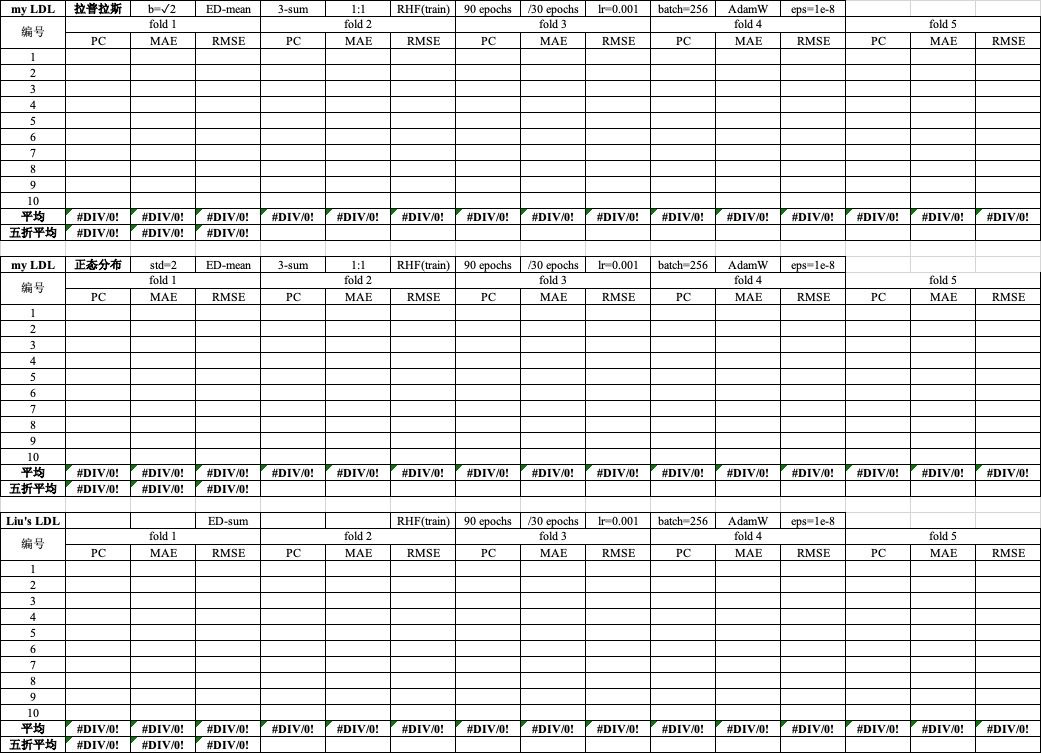 my LDL 拉普拉斯 b=√2 ED-mean 3-sum 1:1 RHF(train) 90 epochs /30 epochs lr=0.001 batch=256 AdamW eps=1e-8
编号 fold 1 fold 2 fold 3 fold 4 fold 5
PC MAE RMSE PC MAE RMSE PC MAE RMSE PC MAE RMSE PC MAE RMSE
1
2
3
4
5
6
7
8
9
10
平均 #DIV/0! #DIV/0! #DIV/0! #DIV/0! #DIV/0! #DIV/0! #DIV/0! #DIV/0! #DIV/0! #DIV/0! #DIV/0! #DIV/0! #DIV/0! #DIV/0! #DIV/0!
五折平均 #DIV/0! #DIV/0! #DIV/0!
my LDL 正态分布 std=2 ED-mean 3-sum 1:1 RHF(train) 90 epochs /30 epochs lr=0.001 batch=256 AdamW eps=1e-8
编号 fold 1 fold 2 fold 3 fold 4 fold 5
PC MAE RMSE PC MAE RMSE PC MAE RMSE PC MAE RMSE PC MAE RMSE
1
2
3
4
5
6
7
8
9
10
平均 #DIV/0! #DIV/0! #DIV/0! #DIV/0! #DIV/0! #DIV/0! #DIV/0! #DIV/0! #DIV/0! #DIV/0! #DIV/0! #DIV/0! #DIV/0! #DIV/0! #DIV/0!
五折平均 #DIV/0! #DIV/0! #DIV/0!
Liu's LDL ED-sum RHF(train) 90 epochs /30 epochs lr=0.001 batch=256 AdamW eps=1e-8
编号 fold 1 fold 2 fold 3 fold 4 fold 5
PC MAE RMSE PC MAE RMSE PC MAE RMSE PC MAE RMSE PC MAE RMSE
1
2
3
4
5
6
7
8
9
10
平均 #DIV/0! #DIV/0! #DIV/0! #DIV/0! #DIV/0! #DIV/0! #DIV/0! #DIV/0! #DIV/0! #DIV/0! #DIV/0! #DIV/0! #DIV/0! #DIV/0! #DIV/0!
五折平均 #DIV/0! #DIV/0! #DIV/0!